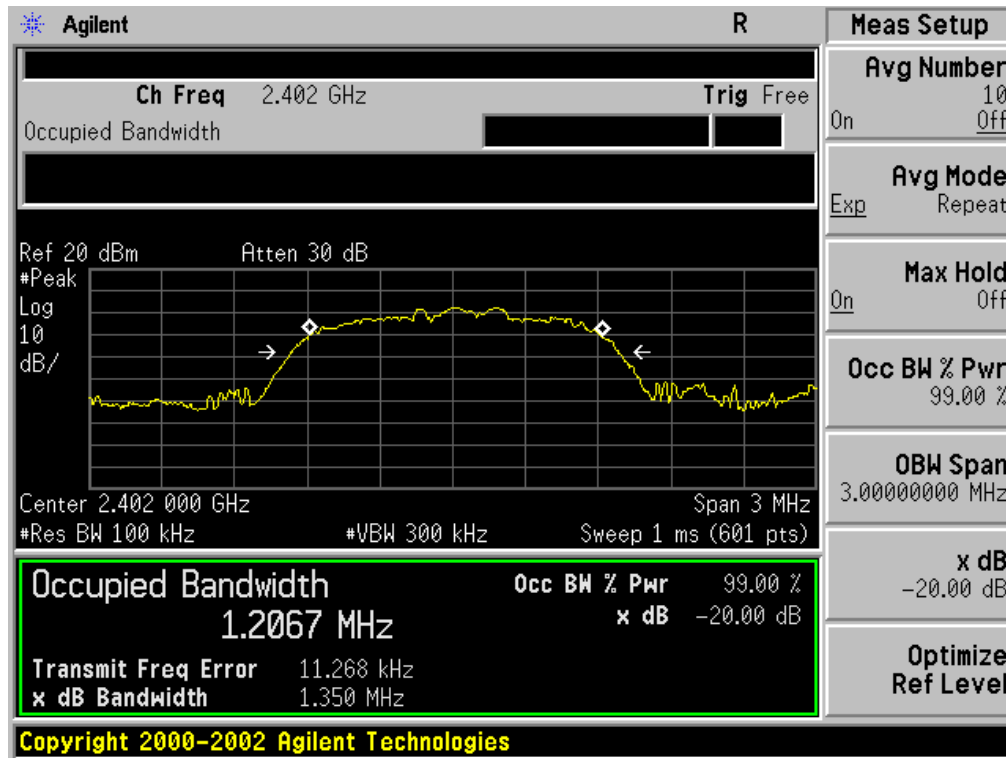 Agilent R Meas Setup
Avg Number
10
On Off
Ch Freq 2.402 GHz Trig Free
Occupied Bandwidth
Avg Mode
Exp Repeat
Ref 20 dBm Atten 30 dB
#Peak
Log
10
dB/
Max Hold
On Off
Occ BW % Pwr
99.00 %
OBW Span
3.00000000 MHz
Center 2.402 000 GHz Span 3 MHz
#Res BW 100 kHz #VBW 300 kHz Sweep 1 ms (601 pts)
x dB
-20.00 dB
Occupied Bandwidth Occ BW % Pwr 99.00 %
1.2067 MHz x dB -20.00 dB
Transmit Freq Error 11.268 kHz
x dB Bandwidth 1.350 MHz
Optimize
Ref Level
Copyright 2000-2002 Agilent Technologies